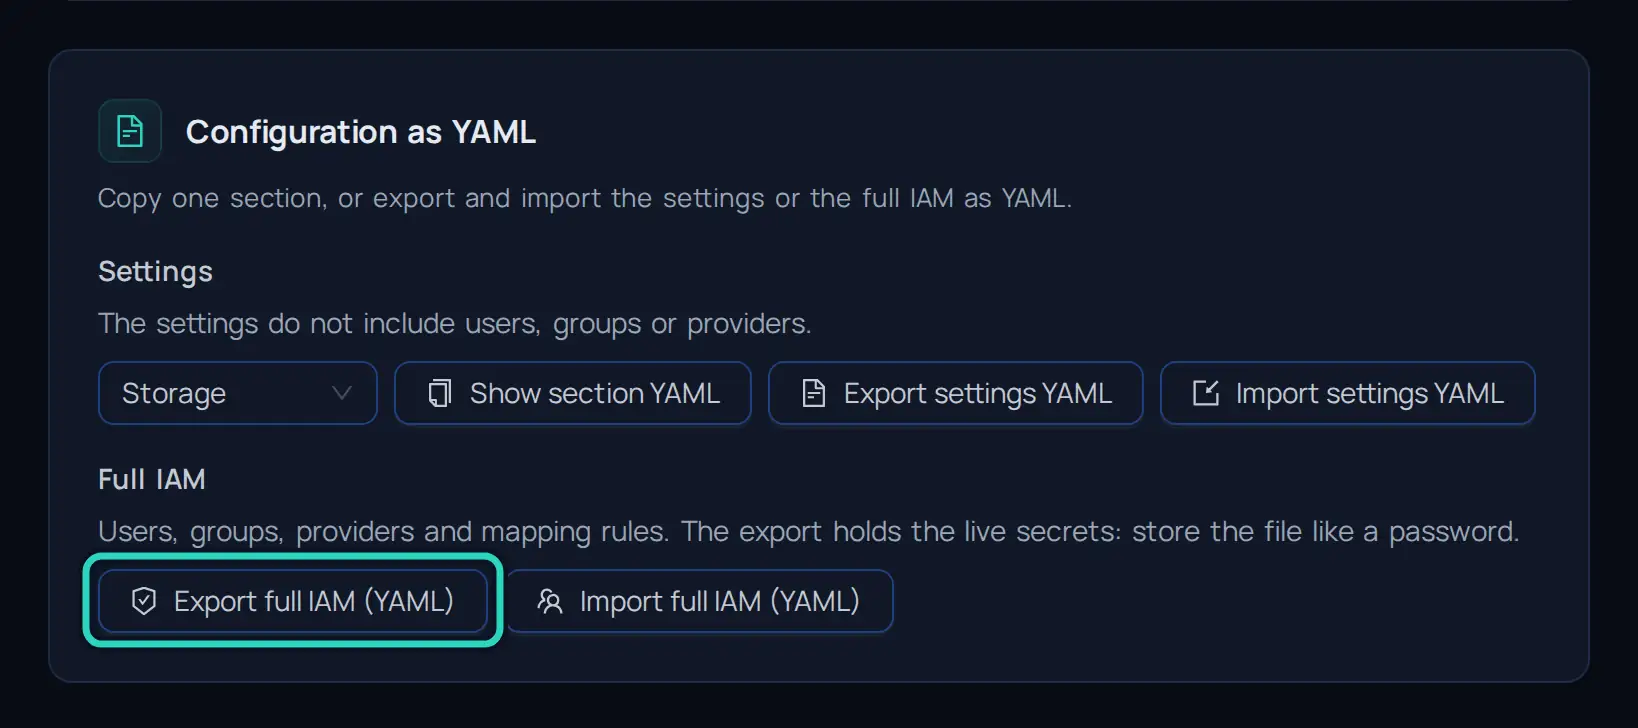 Configuration as YAML
Copy one section, or export and import the settings or the full IAM as YAML.
Settings
The settings do not include users, groups or providers.
Storage
Show section YAML
Export settings YAML
Import settings YAML
Full IAM
Users, groups, providers and mapping rules. The export holds the live secrets: store the file like a password.
Export full IAM (YAML)
Import full IAM (YAML)